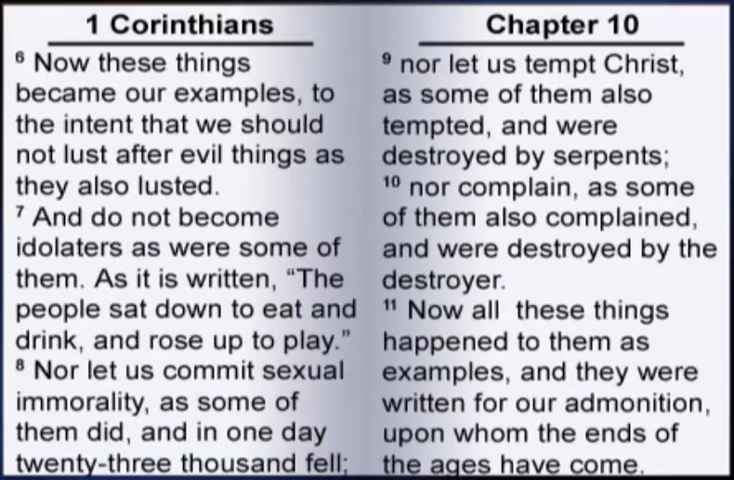 1 Corinthians
⁶ Now these things
became our examples, to
the intent that we should
not lust after evil things as
they also lusted.
⁷ And do not become
idolaters as were some of
them. As it is written, “The
people sat down to eat and
drink, and rose up to play.”
⁸ Nor let us commit sexual
immorality, as some of
them did, and in one day
twenty-three thousand fell;
Chapter 10
⁹ nor let us tempt Christ,
as some of them also
tempted, and were
destroyed by serpents;
¹⁰ nor complain, as some
of them also complained,
and were destroyed by the
destroyer.
¹¹ Now all these things
happened to them as
examples, and they were
written for our admonition,
upon whom the ends of
the ages have come.